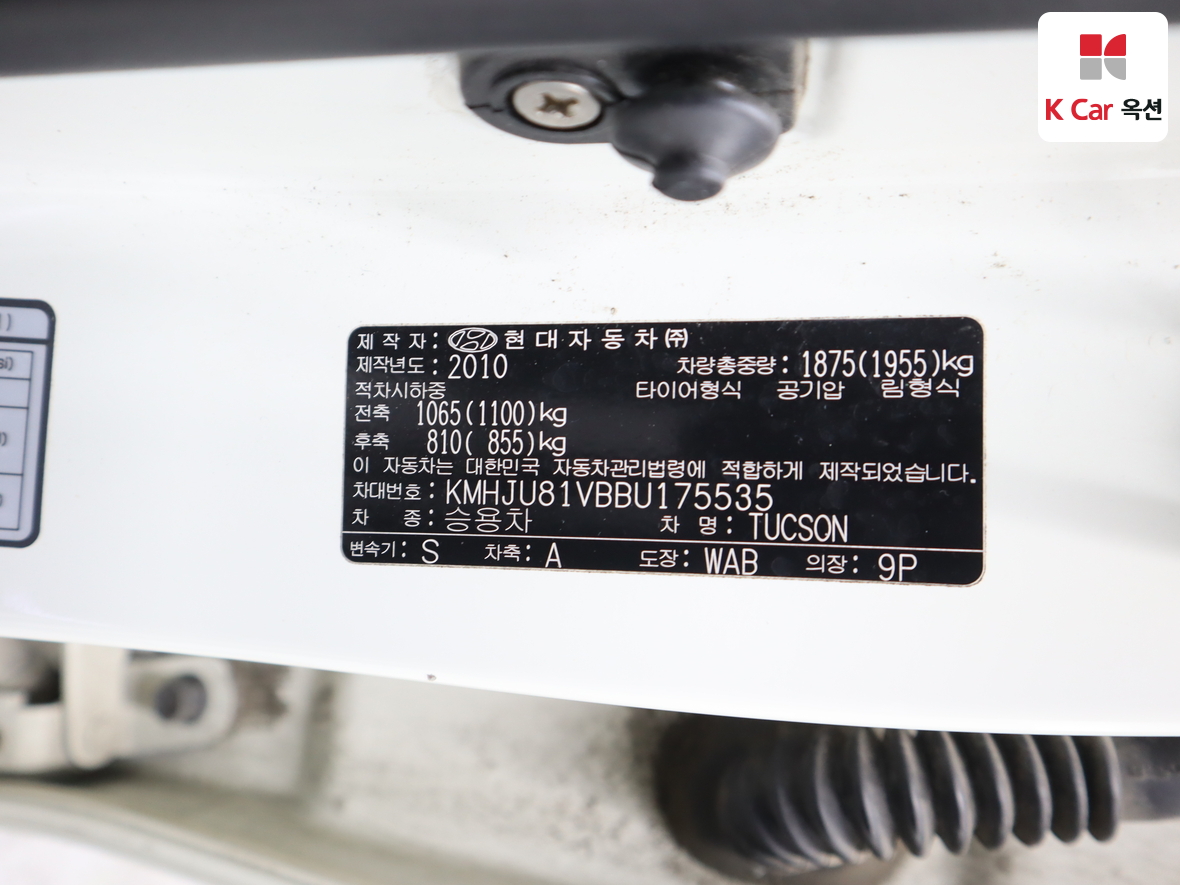 K Car 옥션
제작자: 현대자동차㈜
제작년도: 2010 차량총중량: 1875(1955)kg
적차시하중 타이어형식 공기압 림형식
전축 1065(1100)kg
후축 810( 855)kg
이 자동차는 대한민국 자동차관리법령에 적합하게 제작되었습니다.
차대번호: KMHJU81VBBU175535
차 종: 승용차 차 명: TUCSON
변속기: S 차축: A 도장: WAB 의장: 9P